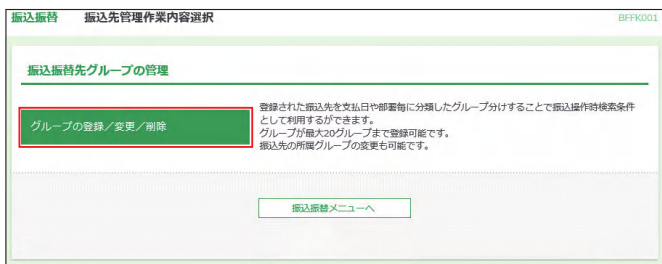 振込振替 振込先管理作業内容選択 BFFK001
振込振替先グループの管理
グループの登録／変更／削除
登録された振込先を支払日や部署毎に分類したグループ分けすることで振込操作時検索条件
として利用するができます。
グループが最大20グループまで登録可能です。
振込先の所属グループの変更も可能です。
振込振替メニューへ